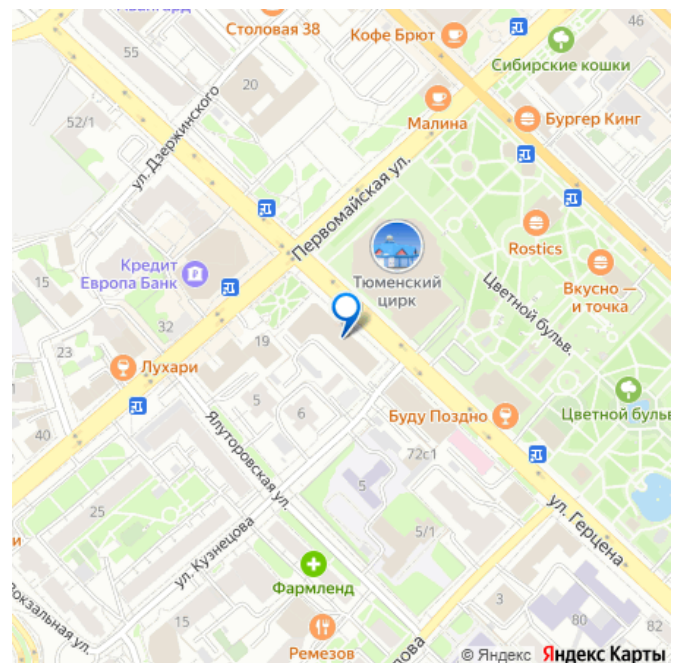 Столовая 38
Кофе Брют
46
55
Сибирские кошки
20
ул. Дзержинского
52/1
Малина
Бургер Кинг
Первомайская ул.
Rostics
Кредит
Европа Банк
Тюменский
цирк
Цветной бульв.
Вкусно —
и точка
15
32
19
23
Лухари
5
6
Буду Поздно
Цветной буль
40
72с1
Ялуторовская ул.
5
25
ул. Герцена
5/1
ул. Кузнецова
и
Фармленд
15
3
80
82
Ремезов
© Яндекс Яндекс Карты